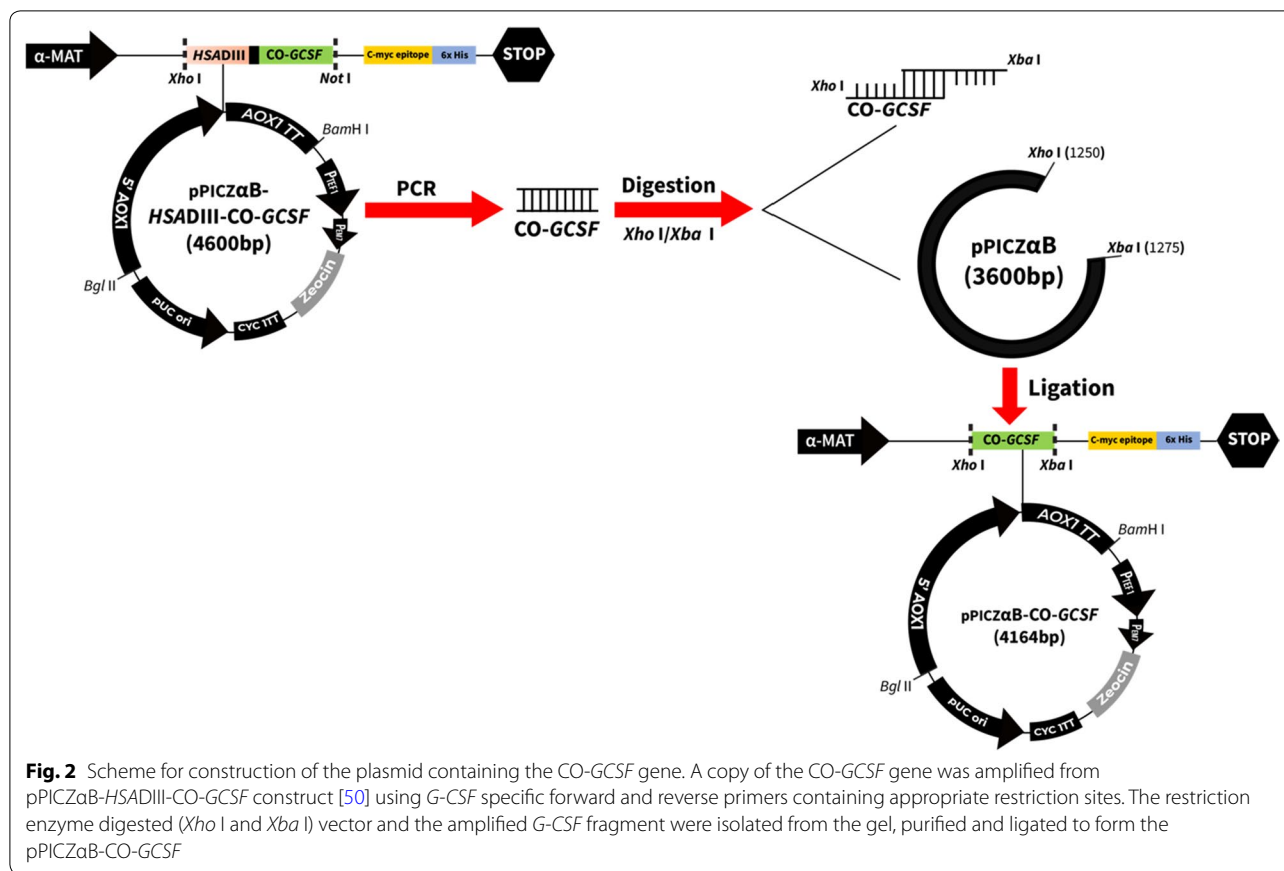 α-MAT
HSADIII
CO-GCSF
C-myc epitope
6x His
STOP
Xho I
Not I
5' AOX1
AOX1 TT
BamH I
PTEF1
PEM7
Zeocin
CYC 1TT
pUC ori
Bgl II
pPICZαB-
HSADIII-CO-GCSF
(4600bp)
PCR
CO-GCSF
Digestion
Xho I/Xba I
Xba I
Xho I
CO-GCSF
Xho I (1250)
Xba I (1275)
pPICZαB
(3600bp)
Ligation
α-MAT
CO-GCSF
C-myc epitope
6x His
STOP
Xho I
Xba I
5' AOX1
AOX1 TT
BamH I
PTEF1
PEM7
Zeocin
CYC 1TT
pUC ori
Bgl II
pPICZαB-CO-GCSF
(4164bp)
Fig. 2 Scheme for construction of the plasmid containing the CO-GCSF gene. A copy of the CO-GCSF gene was amplified from
pPICZαB-HSADIII-CO-GCSF construct [50] using G-CSF specific forward and reverse primers containing appropriate restriction sites. The restriction
enzyme digested (Xho I and Xba I) vector and the amplified G-CSF fragment were isolated from the gel, purified and ligated to form the
pPICZαB-CO-GCSF